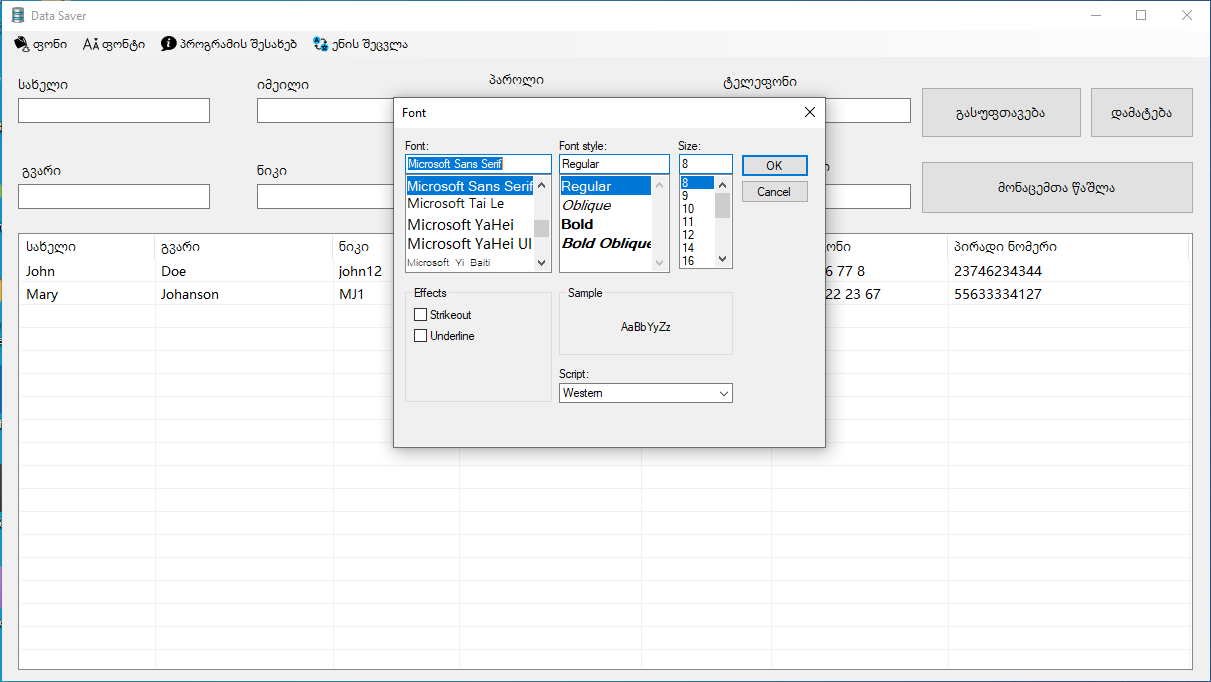 Data Saver
ფონი ფონტი პროგრამის შესახებ ენის შეცვლა
სახელი იმეილი პაროლი ტელეფონი
გასუფთავება დამატება
გვარი ნიკი
მონაცემთა წაშლა
სახელი გვარი ნიკი ონი პირადი ნომერი
John Doe john12 6 77 8 23746234344
Mary Johanson MJ1 22 23 67 55633334127
Font
Font: Font style: Size:
Microsoft Sans Serif Regular 8 OK
Microsoft Sans Serif Regular 8 Cancel
Microsoft Tai Le Oblique 9
Microsoft YaHei Bold 10
Microsoft YaHei UI Bold Oblique 11
Microsoft Yi Baiti 12
14
16
Effects Sample
Strikeout AaBbYyZz
Underline
Script:
Western